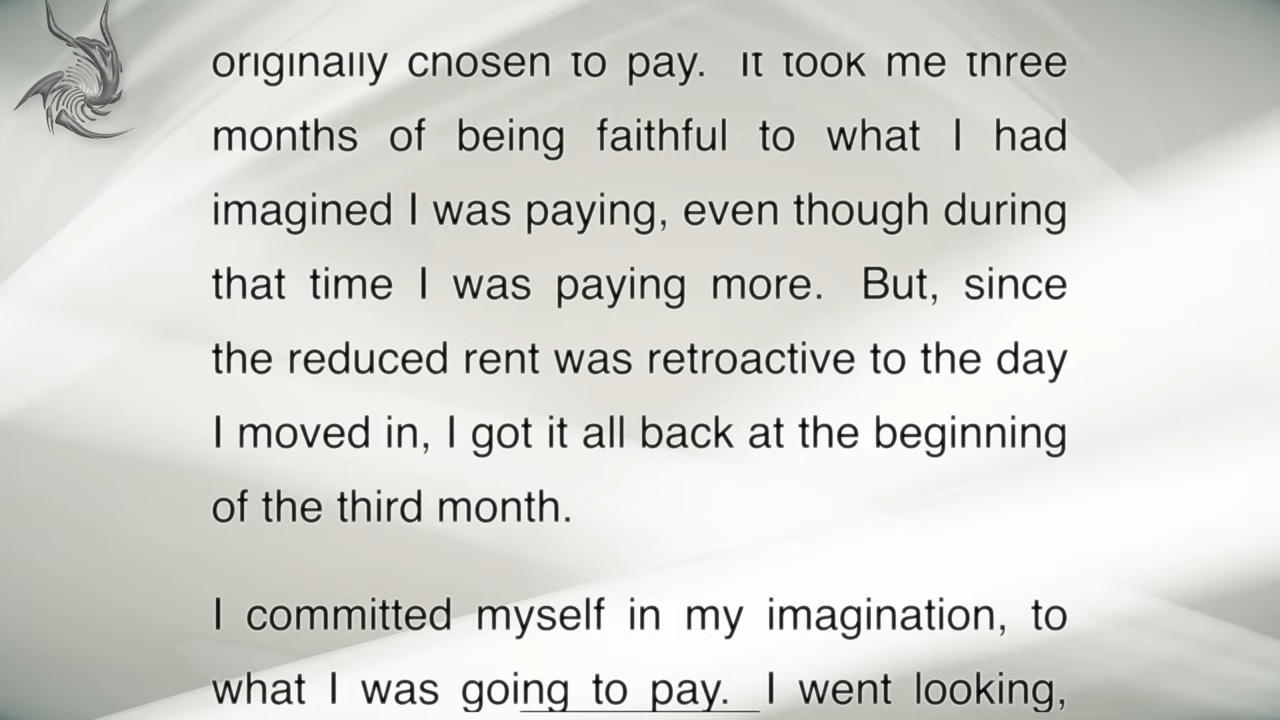 originally chosen to pay. It took me three
months of being faithful to what I had
imagined I was paying, even though during
that time I was paying more. But, since
the reduced rent was retroactive to the day
I moved in, I got it all back at the beginning
of the third month.
I committed myself in my imagination, to
what I was going to pay. I went looking,